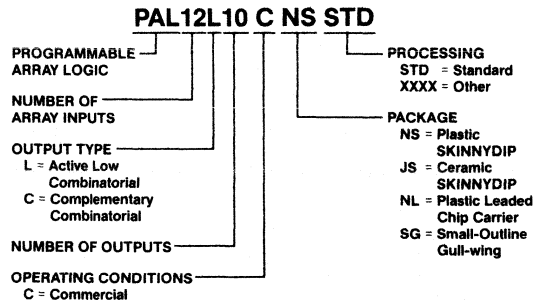 PAL12L10 C NS STD
PROGRAMMABLE
ARRAY LOGIC
NUMBER OF
ARRAY INPUTS
OUTPUT TYPE
L = Active Low
Combinatorial
C = Complementary
Combinatorial
NUMBER OF OUTPUTS
OPERATING CONDITIONS
C = Commercial
PROCESSING
STD = Standard
XXXX = Other
PACKAGE
NS = Plastic
SKINNYDIP
JS = Ceramic
SKINNYDIP
NL = Plastic Leaded
Chip Carrier
SG = Small-Outline
Gull-wing